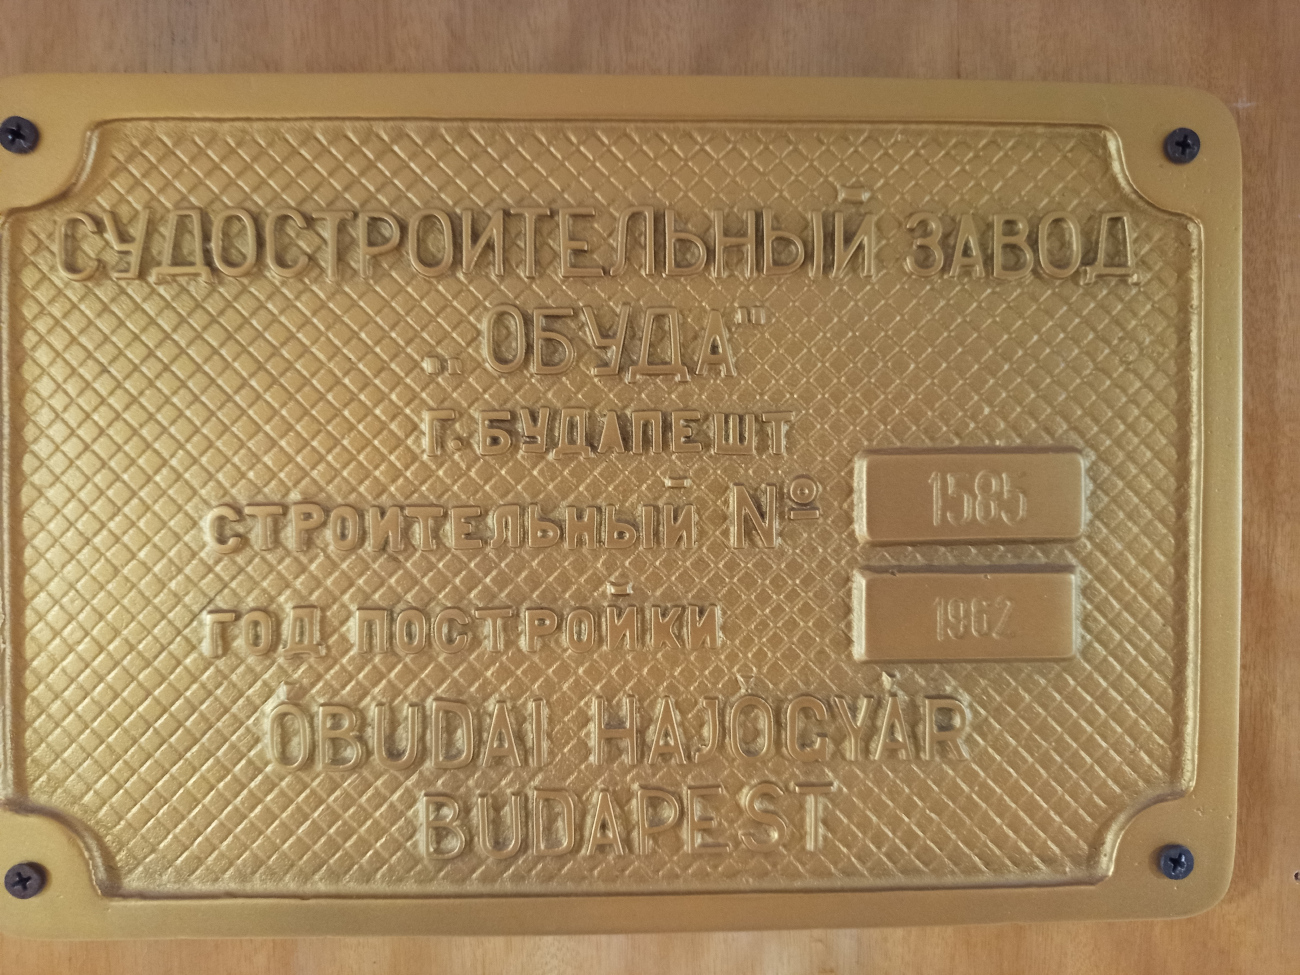 СУДОСТРОИТЕЛЬНЫЙ ЗАВОД
„ОБУДА"
Г. БУДАПЕШТ
СТРОИТЕЛЬНЫЙ № 1585
ГОД ПОСТРОЙКИ 1962
ÓBUDAI HAJÓGYÁR
BUDAPEST